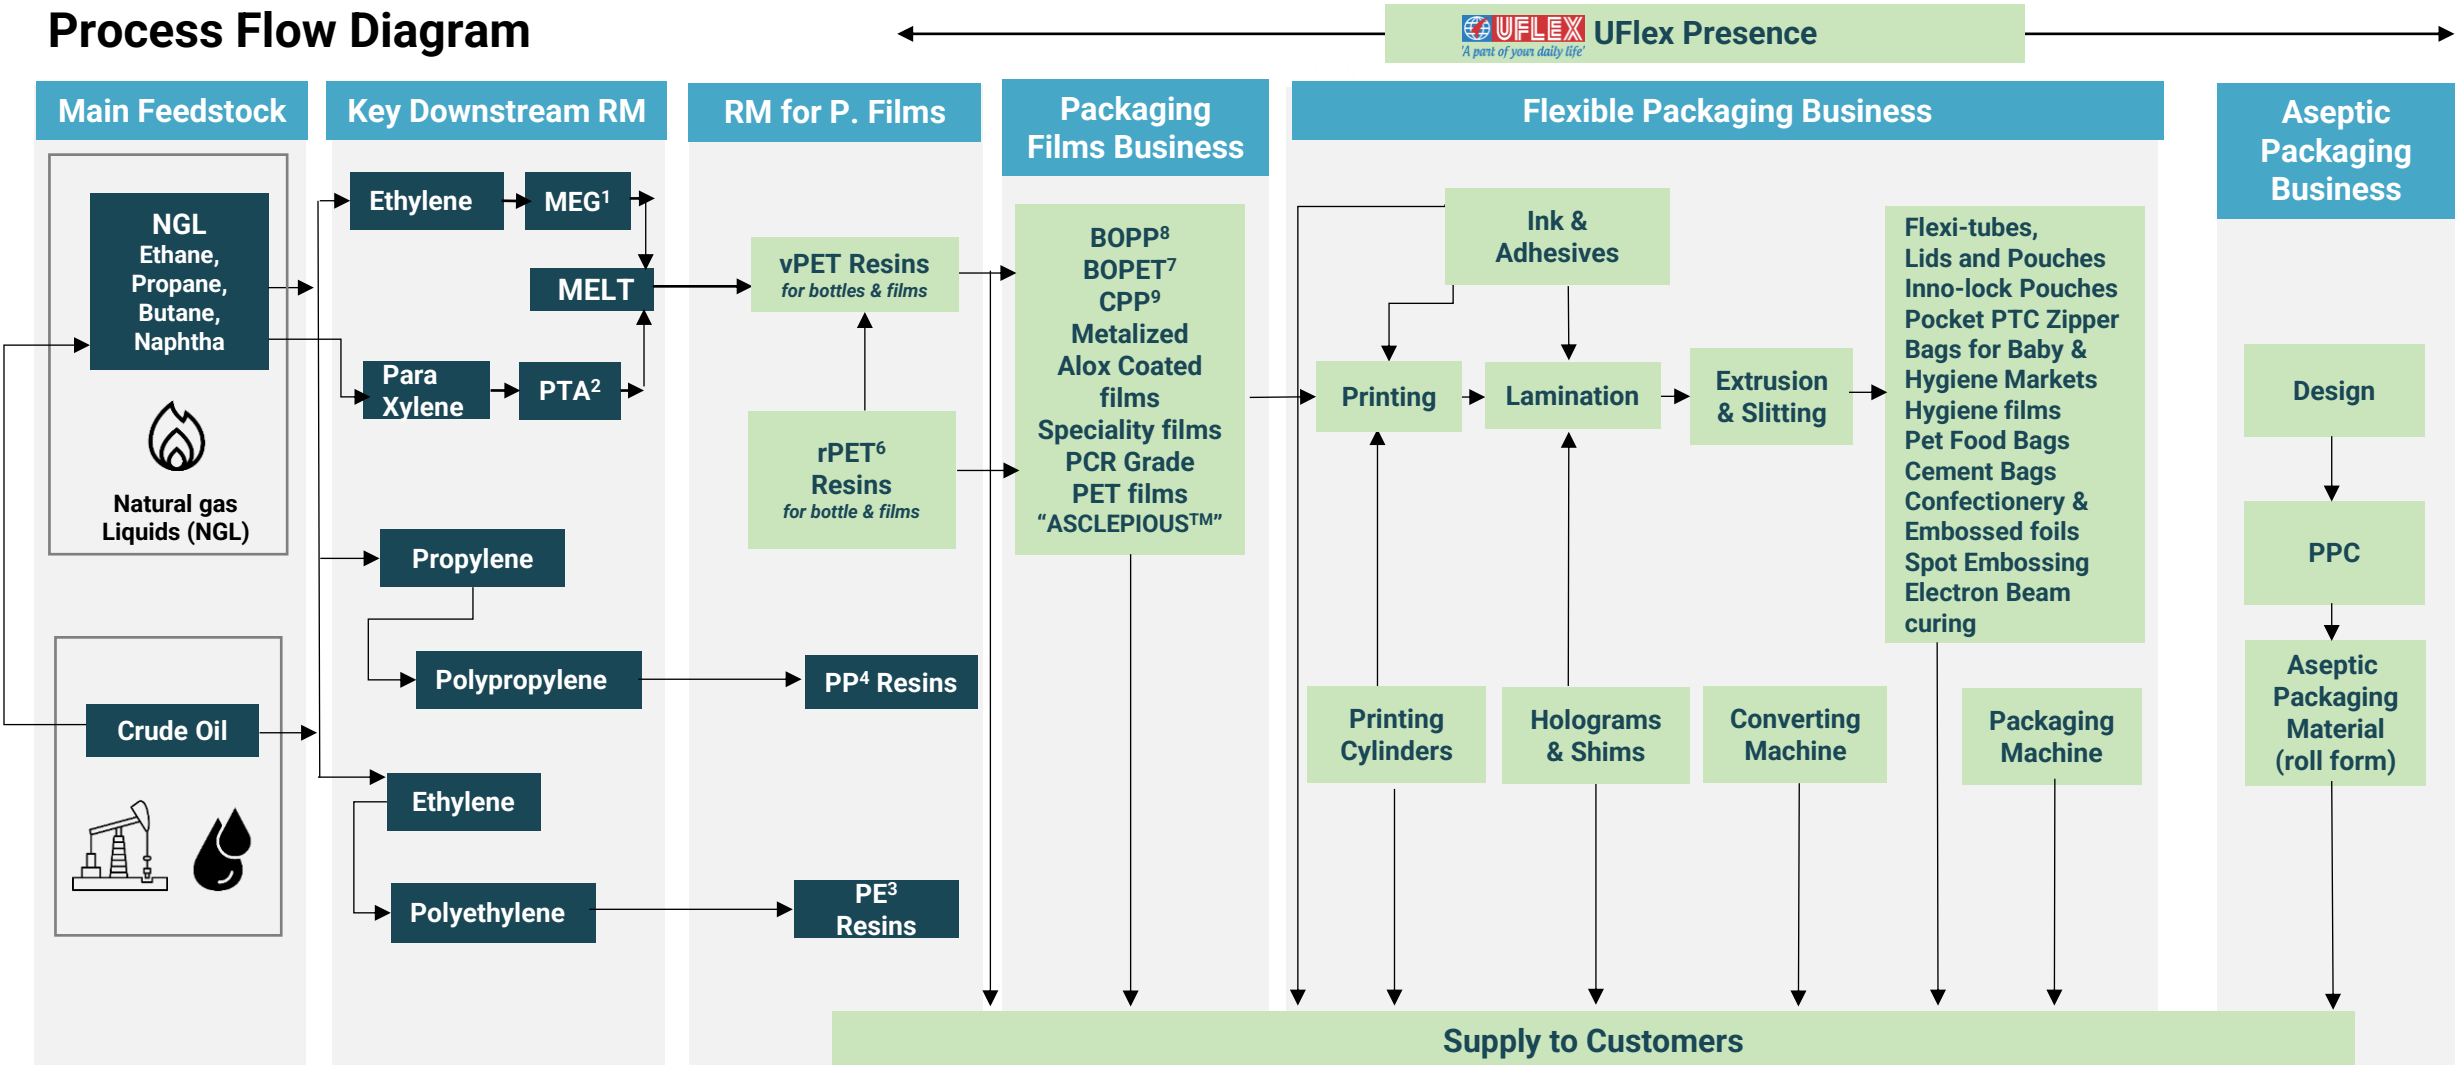 Process Flow Diagram
UFLEX
'A part of your daily life'
UFlex Presence
Main Feedstock
Key Downstream RM
RM for P. Films
Packaging
Films Business
Flexible Packaging Business
Aseptic
Packaging
Business
NGL
Ethane,
Propane,
Butane,
Naphtha
Natural gas
Liquids (NGL)
Crude Oil
Ethylene
MEG¹
MELT
Para
Xylene
PTA²
Propylene
Polypropylene
Ethylene
Polyethylene
vPET Resins
for bottles & films
rPET⁶
Resins
for bottle & films
PP⁴ Resins
PE³
Resins
BOPP⁸
BOPET⁷
CPP⁹
Metalized
Alox Coated
films
Speciality films
PCR Grade
PET films
“ASCLEPIOUS™”
Ink &
Adhesives
Printing
Lamination
Extrusion
& Slitting
Flexi-tubes,
Lids and Pouches
Inno-lock Pouches
Pocket PTC Zipper
Bags for Baby &
Hygiene Markets
Hygiene films
Pet Food Bags
Cement Bags
Confectionery &
Embossed foils
Spot Embossing
Electron Beam
curing
Printing
Cylinders
Holograms
& Shims
Converting
Machine
Packaging
Machine
Design
PPC
Aseptic
Packaging
Material
(roll form)
Supply to Customers